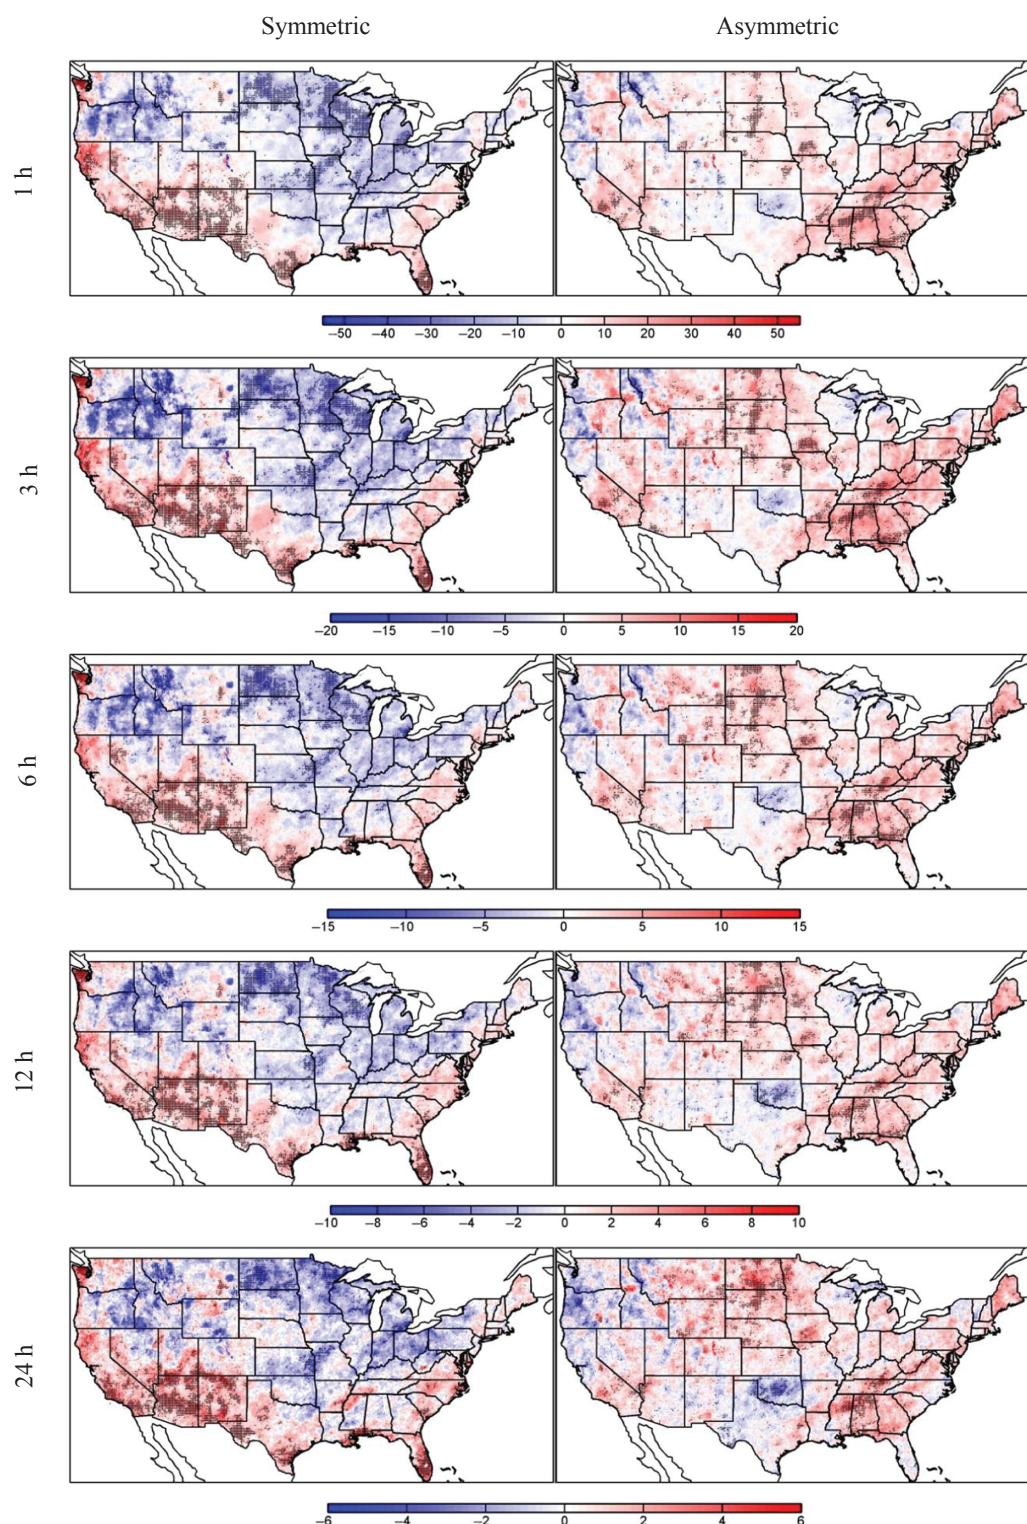 Symmetric Asymmetric
1 h
−50 −40 −30 −20 −10 0 10 20 30 40 50
3 h
−20 −15 −10 −5 0 5 10 15 20
6 h
−15 −10 −5 0 5 10 15
12 h
−10 −8 −6 −4 −2 0 2 4 6 8 10
24 h
−6 −4 −2 0 2 4 6